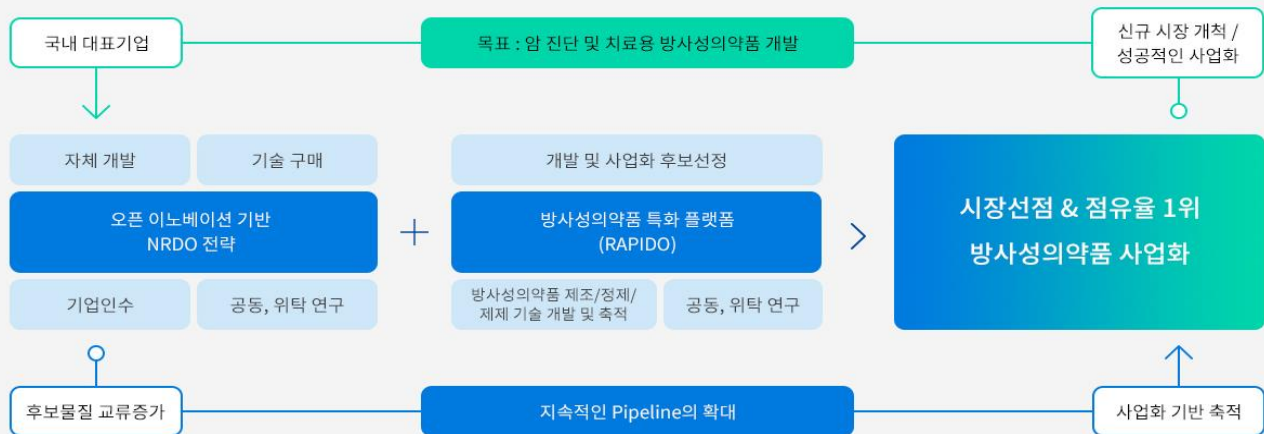 국내 대표기업
목표 : 암 진단 및 치료용 방사성의약품 개발
신규 시장 개척 /
성공적인 사업화
자체 개발
기술 구매
오픈 이노베이션 기반
NRDO 전략
기업인수
공동, 위탁 연구
개발 및 사업화 후보선정
방사성의약품 특화 플랫폼
(RAPIDO)
방사성의약품 제조/정제/
제제 기술 개발 및 축적
공동, 위탁 연구
시장선점 & 점유율 1위
방사성의약품 사업화
후보물질 교류증가
지속적인 Pipeline의 확대
사업화 기반 축적